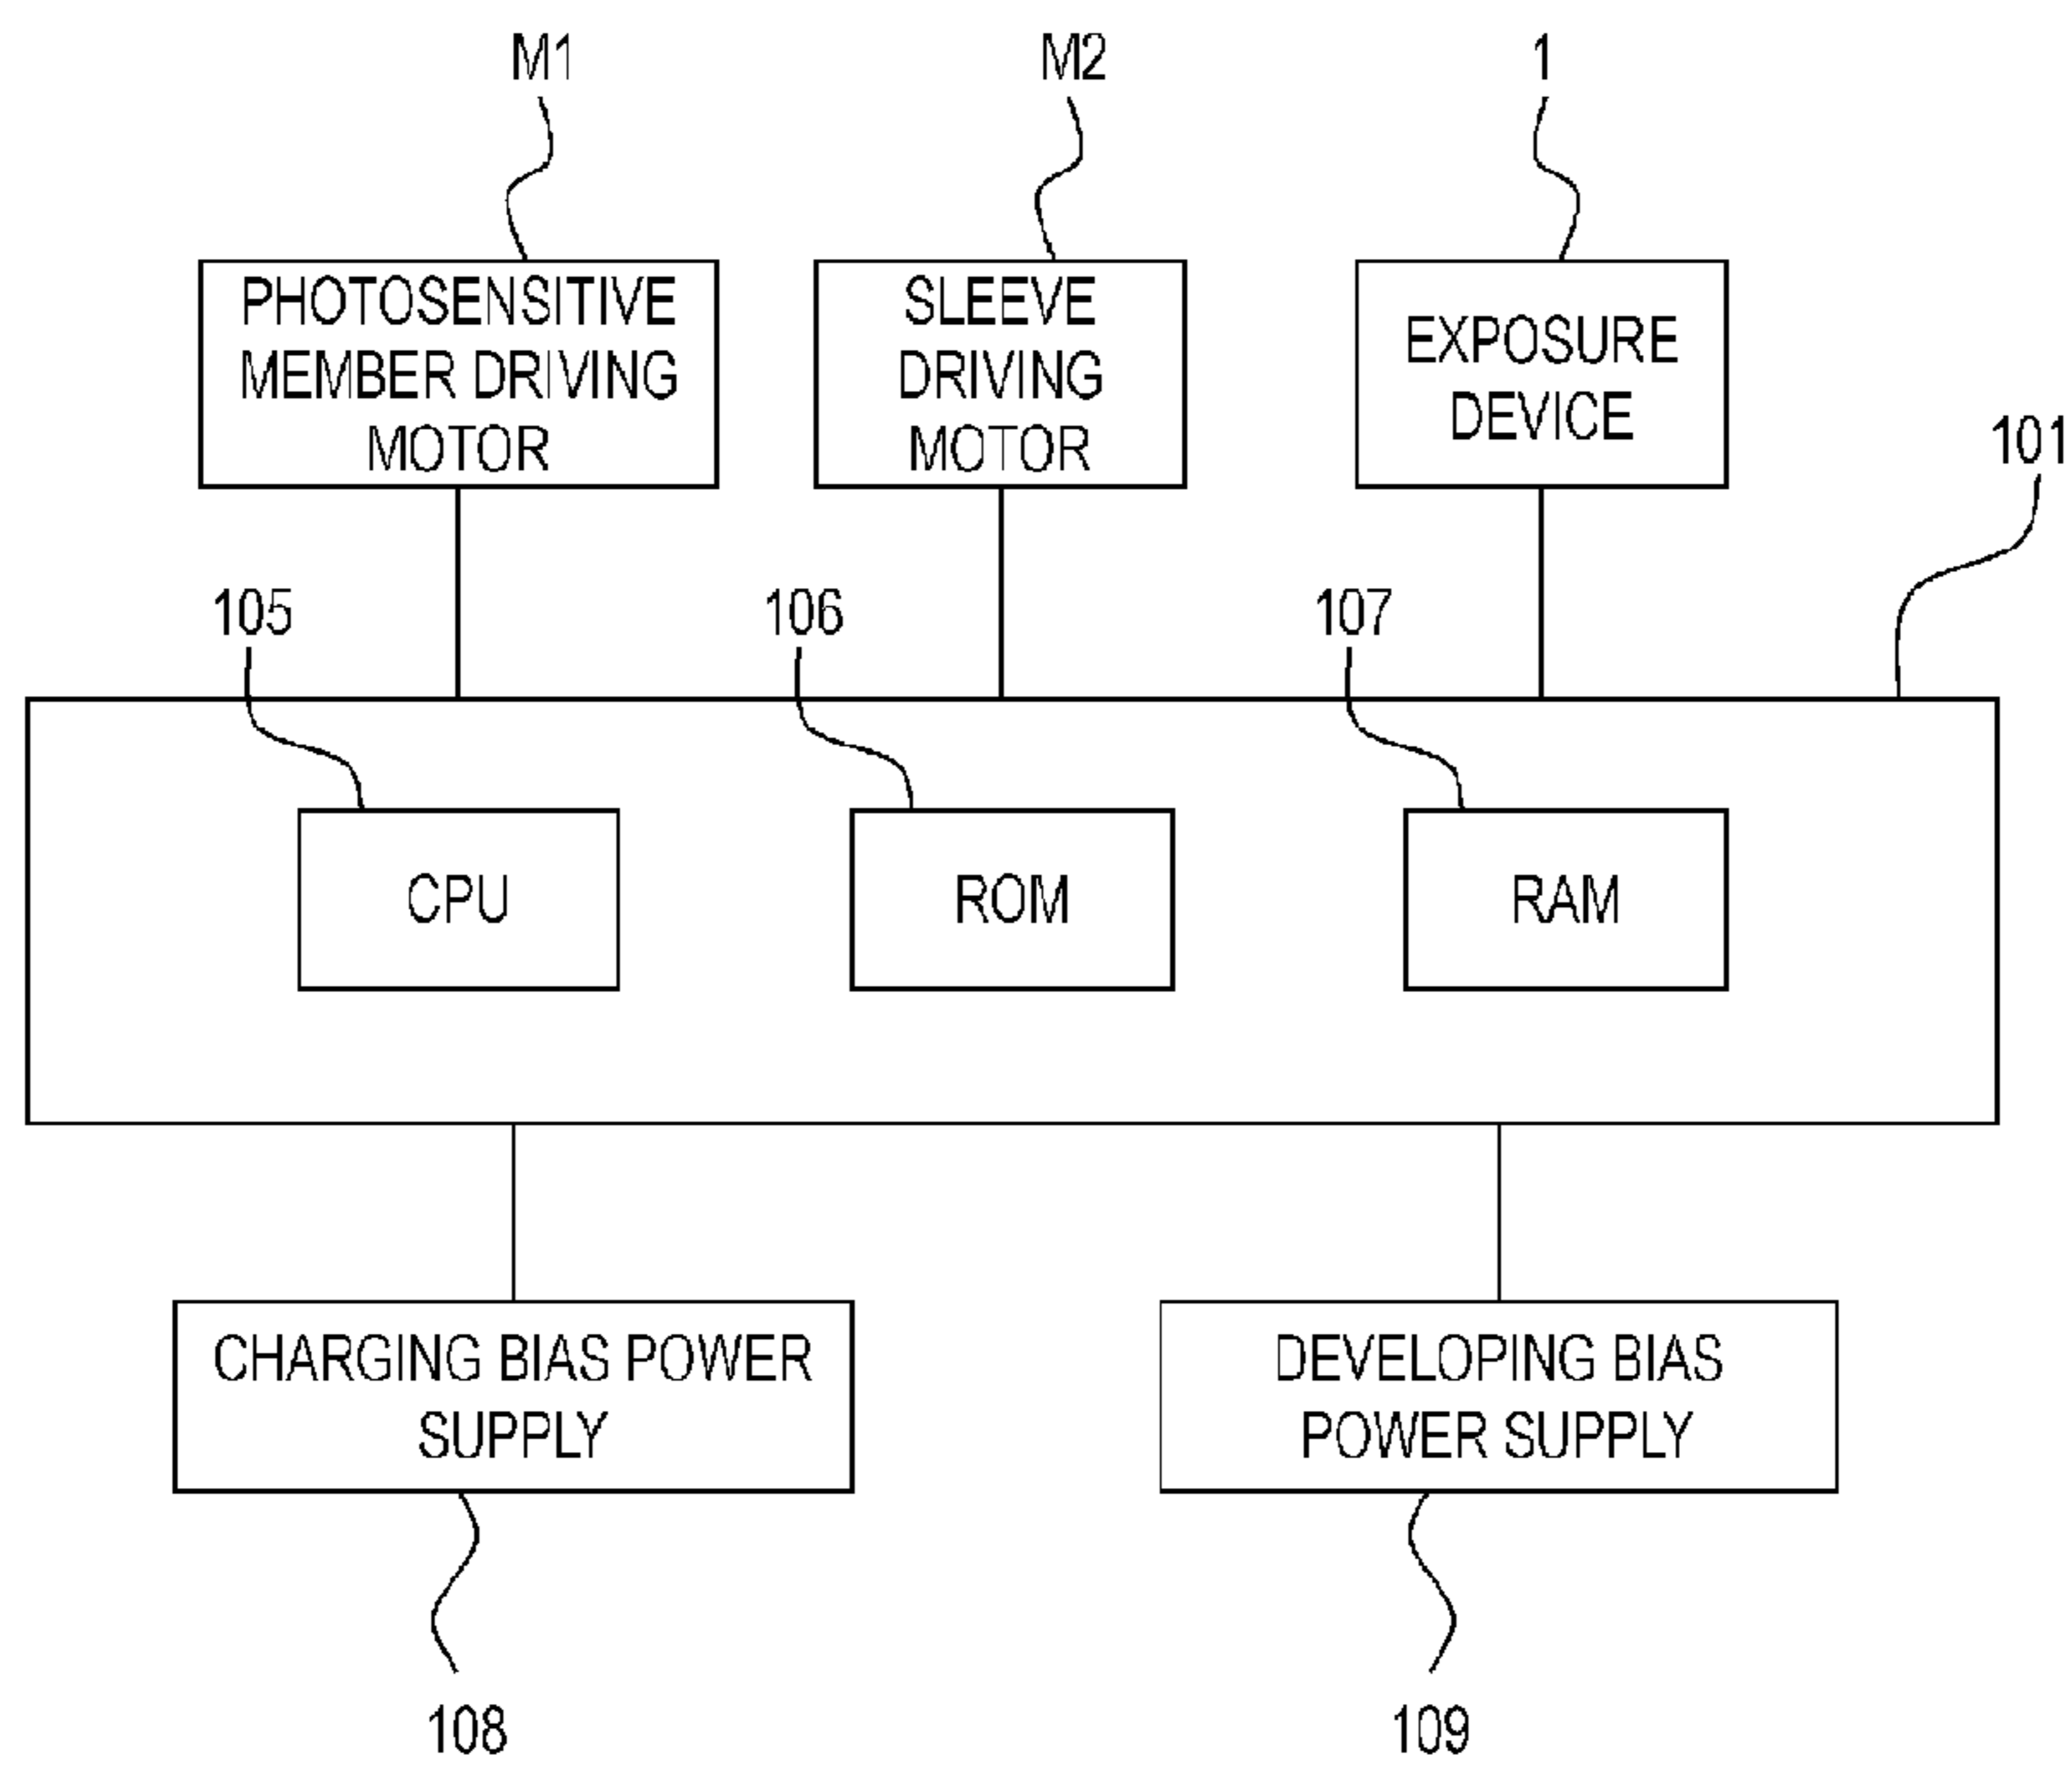 M1
M2
1
PHOTOSENSITIVE
MEMBER DRIVING
MOTOR
SLEEVE
DRIVING
MOTOR
EXPOSURE
DEVICE
101
105
106
107
CPU
ROM
RAM
CHARGING BIAS POWER
SUPPLY
DEVELOPING BIAS
POWER SUPPLY
108
109